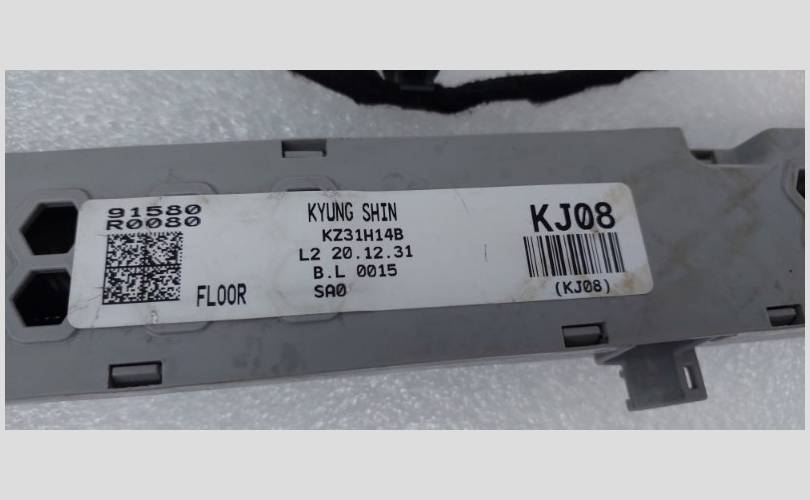 91580
R0080
FLOOR
KYUNG SHIN
KZ31H14B
L2 20.12.31
B.L 0015
SA0
KJ08
(KJ08)